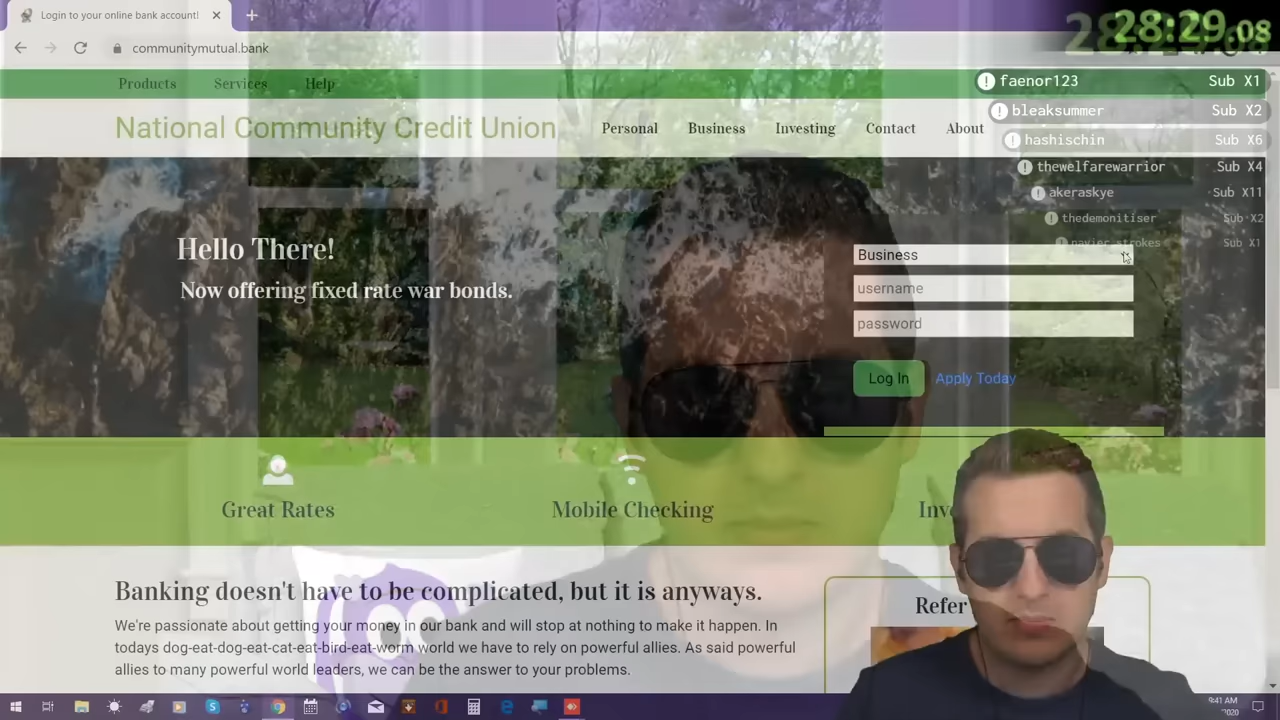 Login to your online bank account!
28:29.08
communitymutual.bank
Products Services Help
faenor123 Sub X1
National Community Credit Union
Personal Business Investing Contact About
bleaksummer Sub X2
hashischin Sub X6
thewelfarewarrior Sub X4
akeraskye Sub X11
thedemonitiser Sub X2
navier_strokes Sub X1
Hello There!
Now offering fixed rate war bonds.
Business
username
password
Log In Apply Today
Great Rates Mobile Checking
Banking doesn't have to be complicated, but it is anyways.
We're passionate about getting your money in our bank and will stop at nothing to make it happen. In
todays dog-eat-dog-eat-cat-eat-bird-eat-worm world we have to rely on powerful allies. As said powerful
allies to many powerful world leaders, we can be the answer to your problems.
Refer
9:41 AM